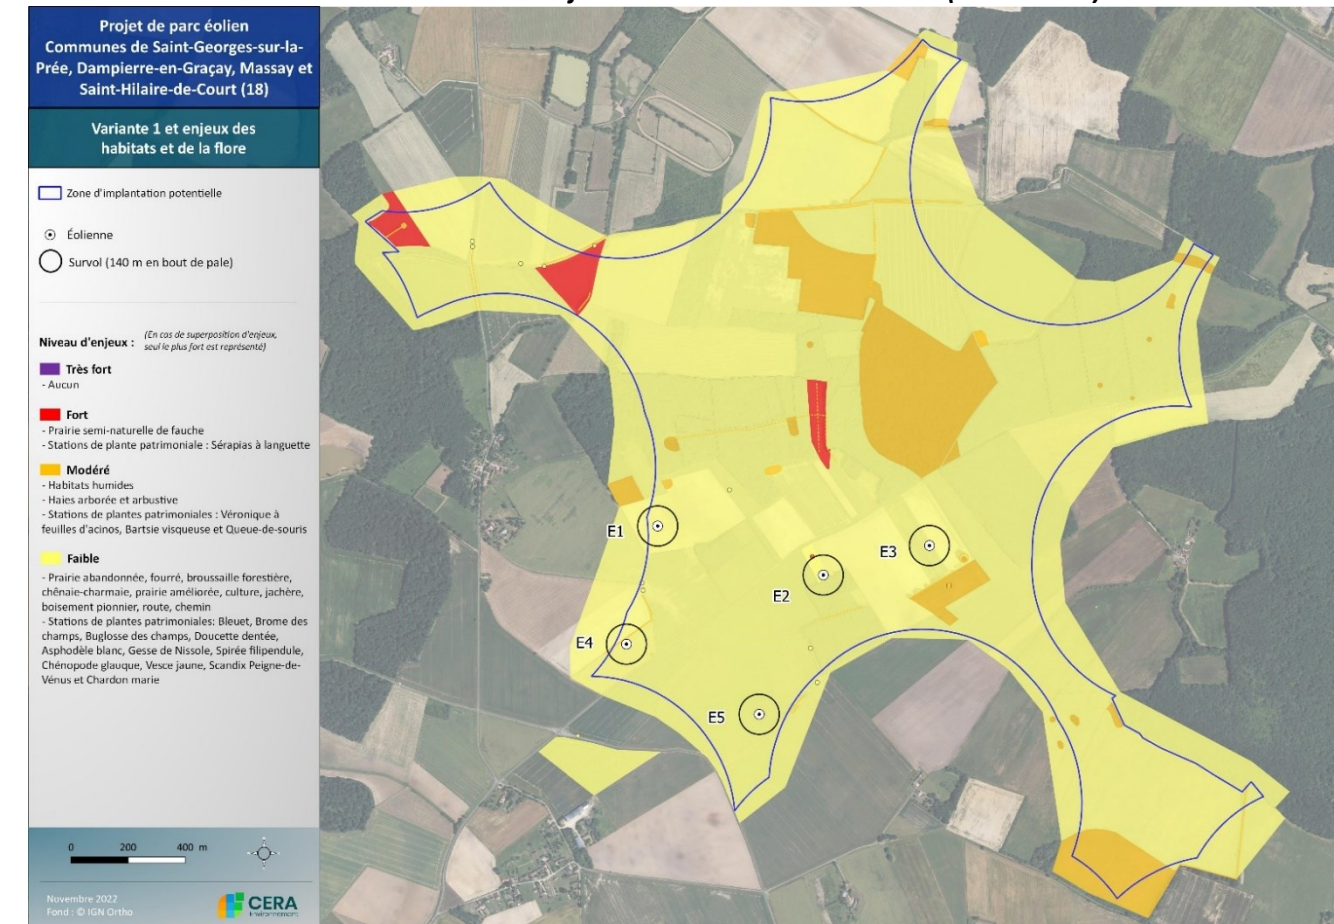 Projet de parc éolien
Communes de Saint-Georges-sur-la-
Prée, Dampierre-en-Graçay, Massay et
Saint-Hilaire-de-Court (18)
Variante 1 et enjeux des
habitats et de la flore
Zone d'implantation potentielle
Éolienne
Survol (140 m en bout de pale)
Niveau d'enjeux :
(En cas de superposition d'enjeux,
seul le plus fort est représenté)
Très fort
- Aucun
Fort
- Prairie semi-naturelle de fauche
- Stations de plante patrimoniale : Sérapias à languette
Modéré
- Habitats humides
- Haies arborée et arbustive
- Stations de plantes patrimoniales : Véronique à
feuilles d'acinos, Bartsie visqueuse et Queue-de-souris
Faible
- Prairie abandonnée, fourré, broussaille forestière,
chênaie-charmaie, prairie améliorée, culture, jachère,
boisement pionnier, route, chemin
- Stations de plantes patrimoniales: Bleuet, Brome des
champs, Buglosse des champs, Doucette dentée,
Asphodèle blanc, Gesse de Nissole, Spirée filipendule,
Chénopode glauque, Vesce jaune, Scandix Peigne-de-
Vénus et Chardon marie
0 200 400 m
Novembre 2022
Fond : © IGN Ortho
CERA
Environnement
E1
E2
E3
E4
E5